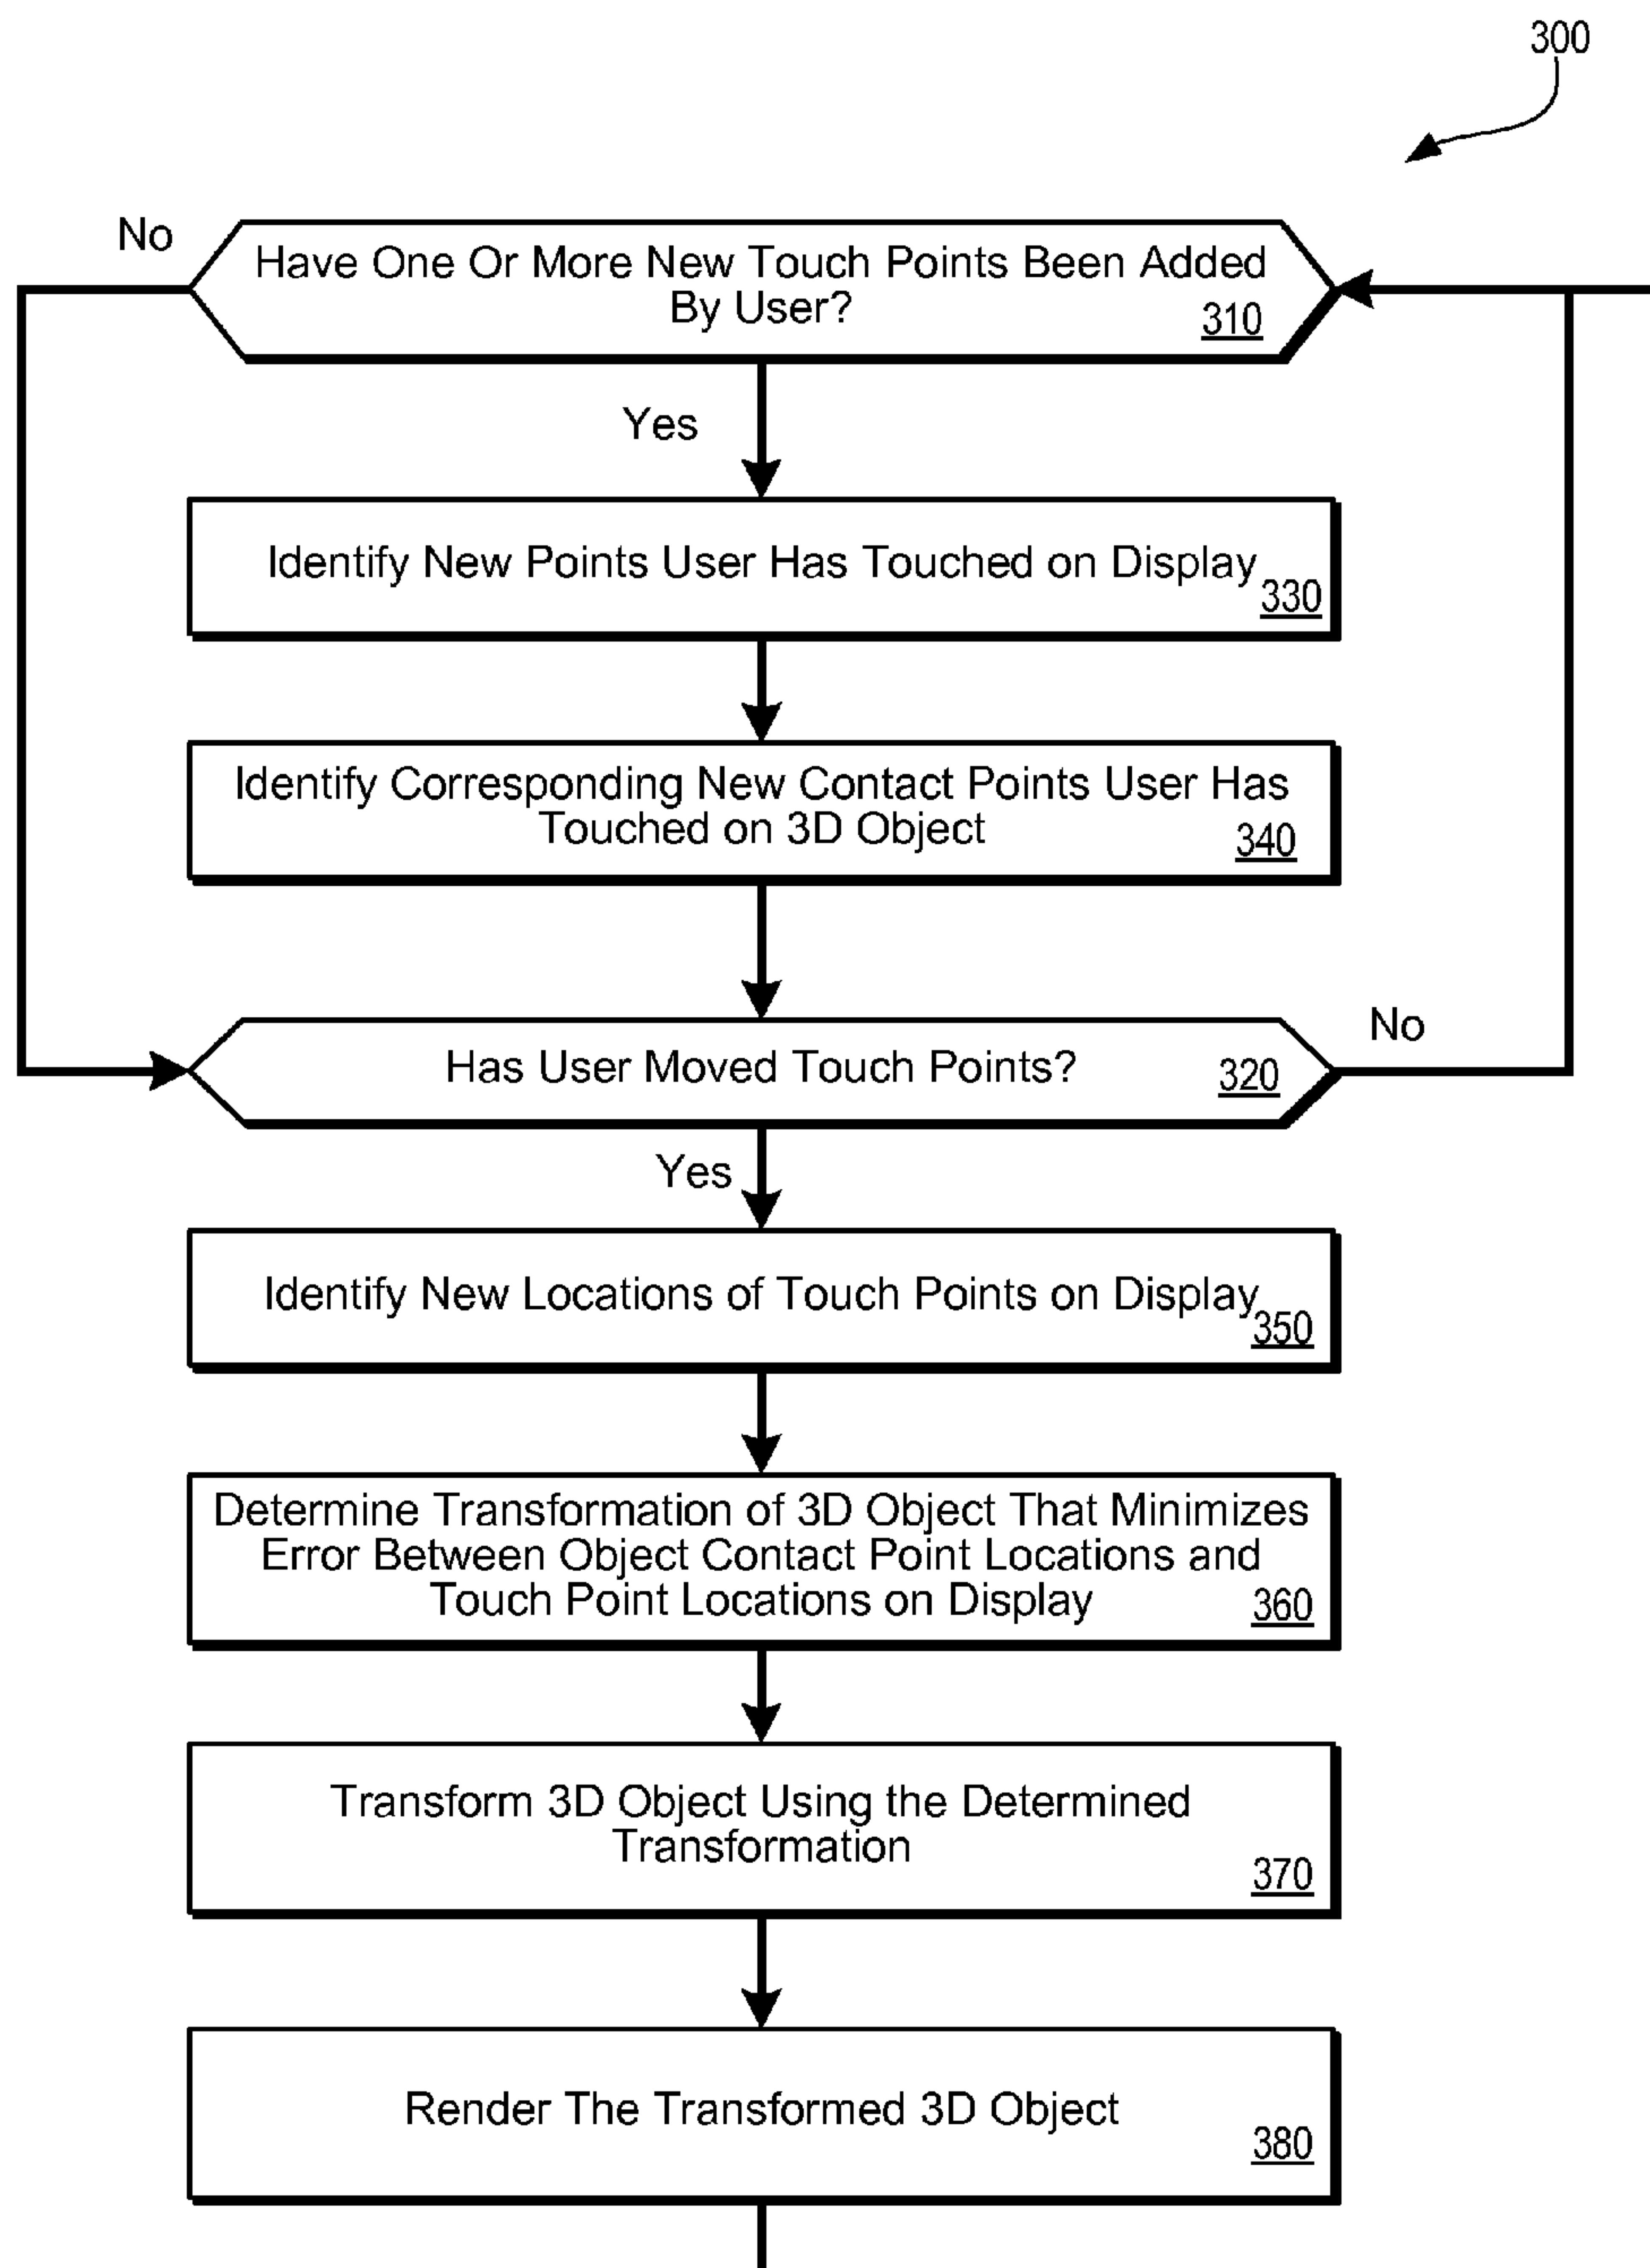 300
No
Have One Or More New Touch Points Been Added
By User?
310
Yes
Identify New Points User Has Touched on Display
330
Identify Corresponding New Contact Points User Has
Touched on 3D Object
340
No
Has User Moved Touch Points?
320
Yes
Identify New Locations of Touch Points on Display
350
Determine Transformation of 3D Object That Minimizes
Error Between Object Contact Point Locations and
Touch Point Locations on Display
360
Transform 3D Object Using the Determined
Transformation
370
Render The Transformed 3D Object
380